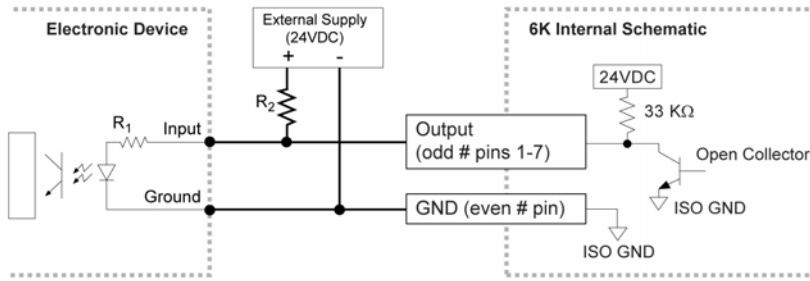 Electronic Device
External Supply
(24VDC)
+ -
6K Internal Schematic
24VDC
R2
33 KΩ
R1
Input
Output
(odd # pins 1-7)
Open Collector
ISO GND
Ground
GND (even # pin)
ISO GND